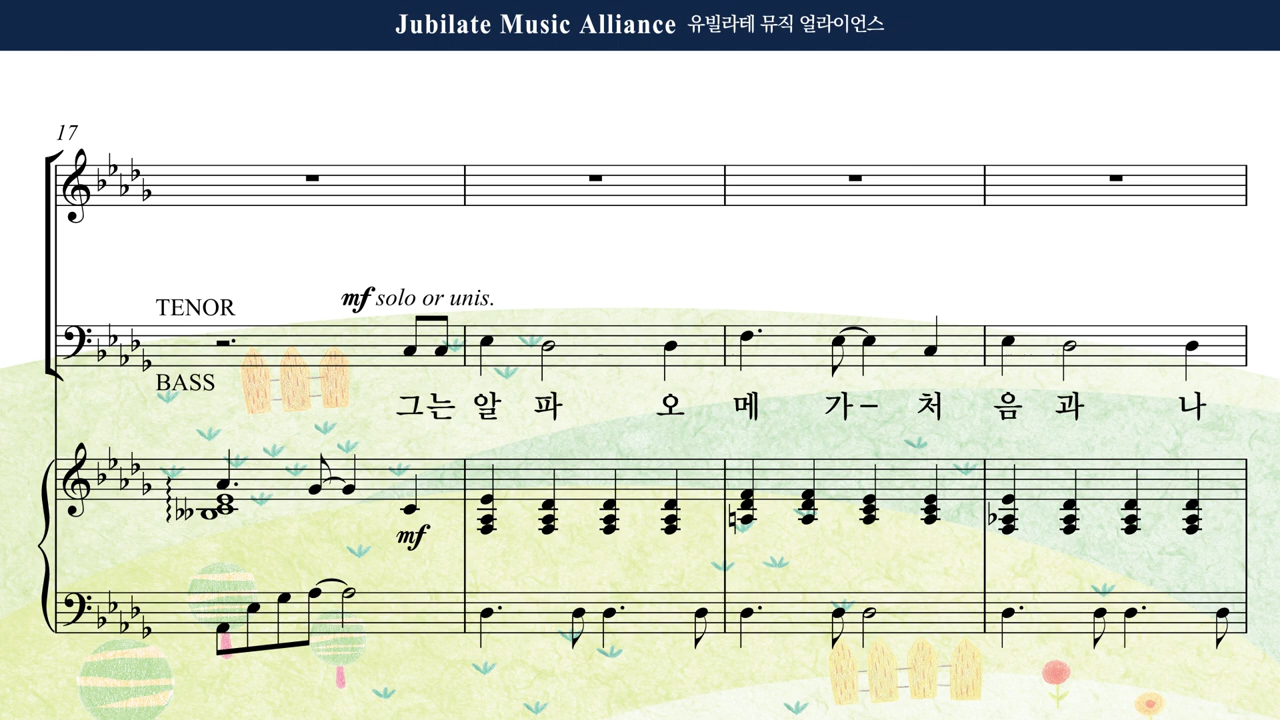 Jubilate Music Alliance 유빌라테 뮤직 얼라이언스
17
TENOR
mf solo or unis.
BASS
그는 알 파 오 메 가– 처 음 과 나
mf